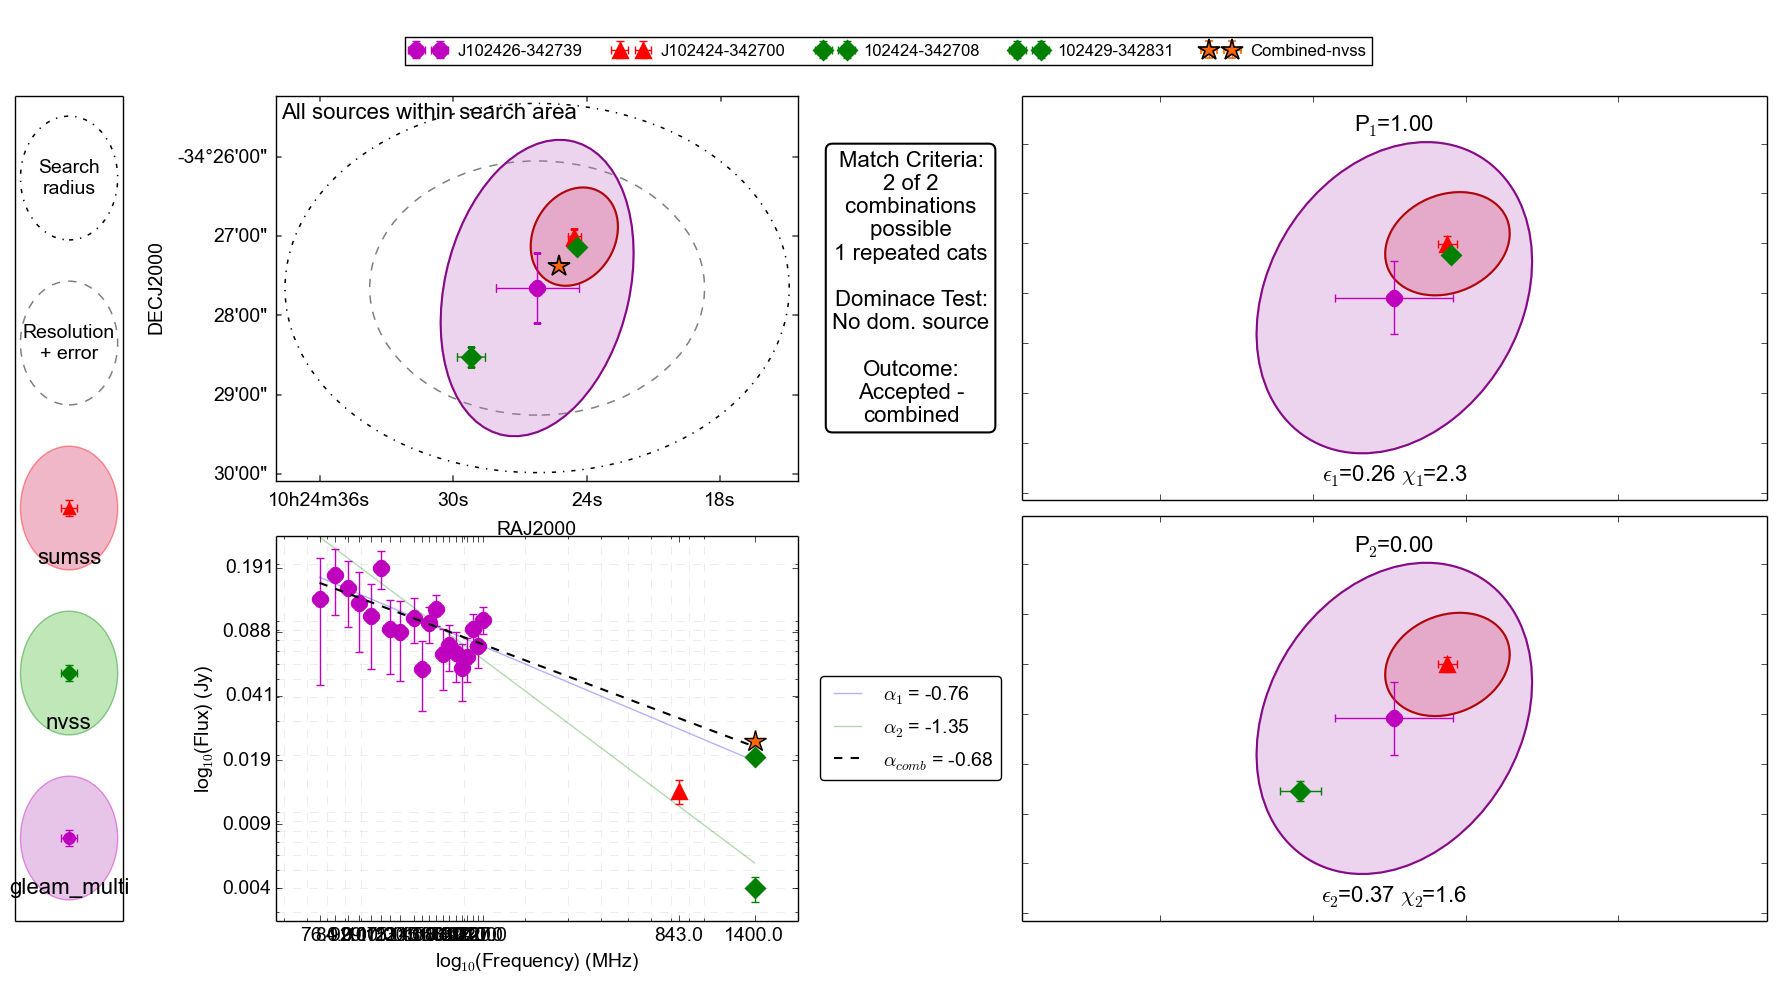 J102426-342739 J102424-342700 102424-342708 102429-342831 Combined-nvss
Search
radius
Resolution
+ error
sumss
nvss
gleam_multi
All sources within search area
-34°26'00"
27'00"
28'00"
29'00"
30'00"
DECJ2000
10h24m36s 30s 24s 18s
RAJ2000
Match Criteria:
2 of 2
combinations
possible
1 repeated cats
Dominace Test:
No dom. source
Outcome:
Accepted -
combined
P1=1.00
ϵ1=0.26 χ1=2.3
P2=0.00
ϵ2=0.37 χ2=1.6
0.191
0.088
0.041
0.019
0.009
0.004
log10(Flux) (Jy)
843.0 1400.0
log10(Frequency) (MHz)
α1 = -0.76
α2 = -1.35
αcomb = -0.68